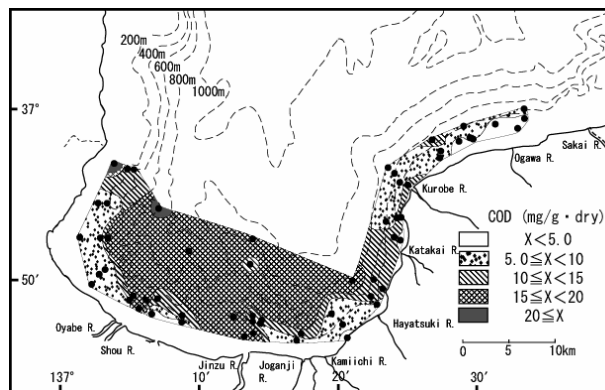 200m
400m
600m
800m
1000m
37°
50′
Sakai R.
Ogawa R.
Kurobe R.
Katakai R.
Hayatsuki R.
Kamiichi R.
Joganji R.
Jinzu R.
Shou R.
Oyabe R.
COD (mg/g・dry)
X<5.0
5.0≦X<10
10≦X<15
15≦X<20
20≦X
0 5 10km
137° 10′ 20′ 30′